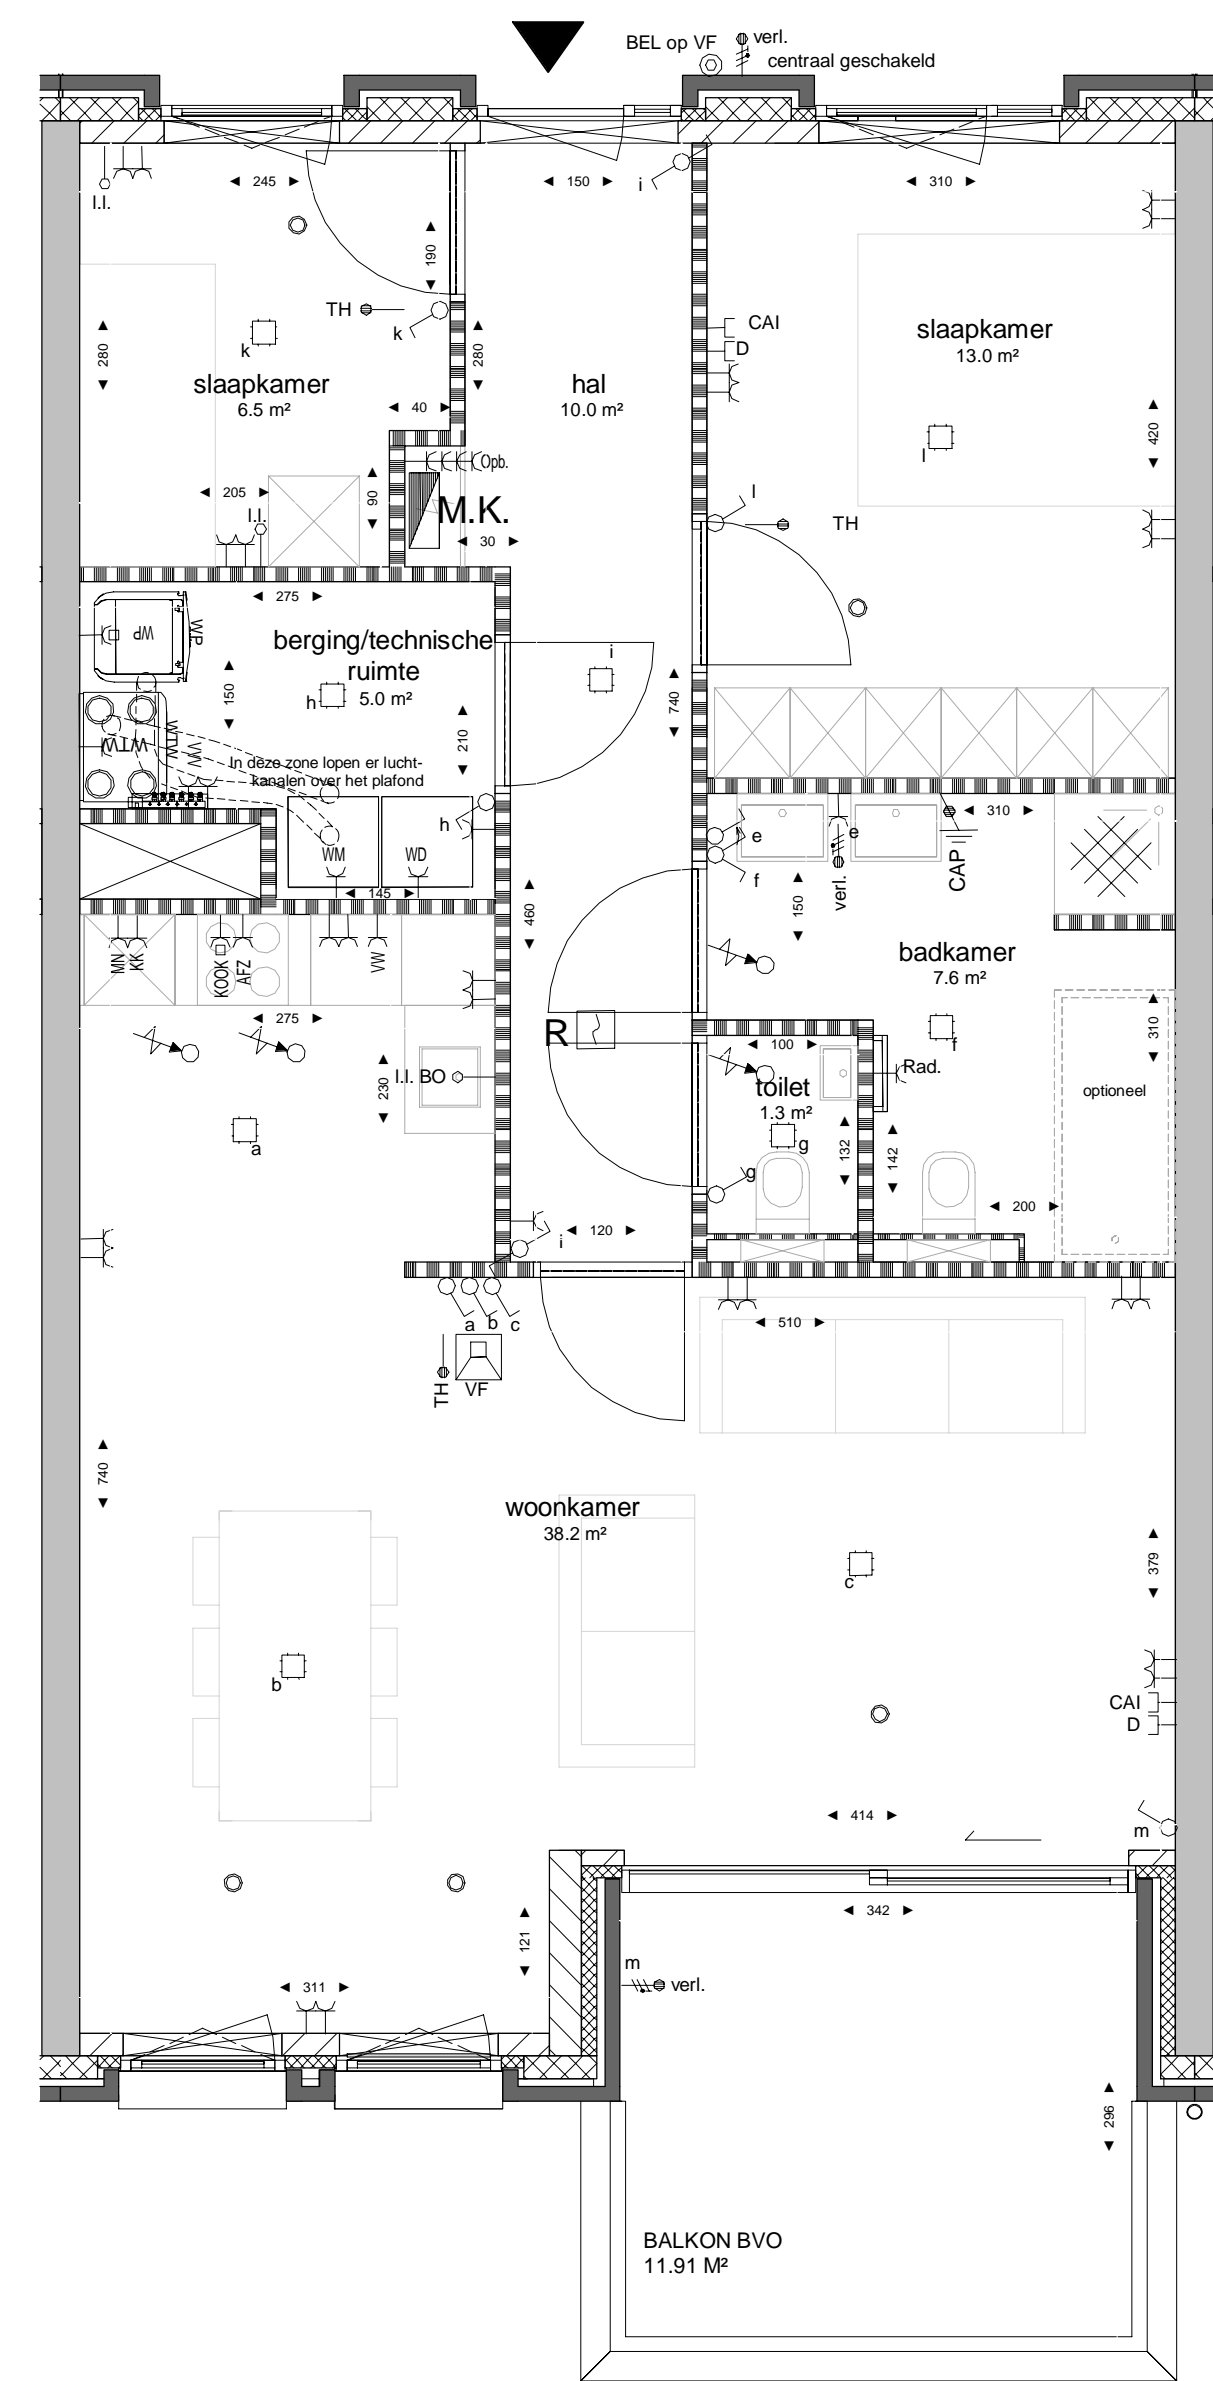 BEL op VF
verl.
centraal geschakeld
245
150
310
l.l.
i
190
TH
k
k
280
280
CAI
D
slaapkamer
6.5 m²
hal
10.0 m²
slaapkamer
13.0 m²
40
420
l
Opb.
205
90
l.l.
M.K.
30
l
TH
275
WP
WP
berging/technische
ruimte
h
5.0 m²
i
150
210
740
WTW
WTW
VV
In deze zone lopen er lucht-
kanalen over het plafond
h
WM
WD
145
e
f
e
verl.
CAP
310
150
460
MN
KK
KOOK
AFZ
VW
badkamer
7.6 m²
275
R
f
310
100
230
l.l. BO
toilet
1.3 m²
g
Rad.
optioneel
a
132
142
g
200
i
120
a
b
c
TH
VF
510
740
woonkamer
38.2 m²
379
c
b
CAI
D
414
m
342
121
m
verl.
311
296
BALKON BVO
11.91 M²